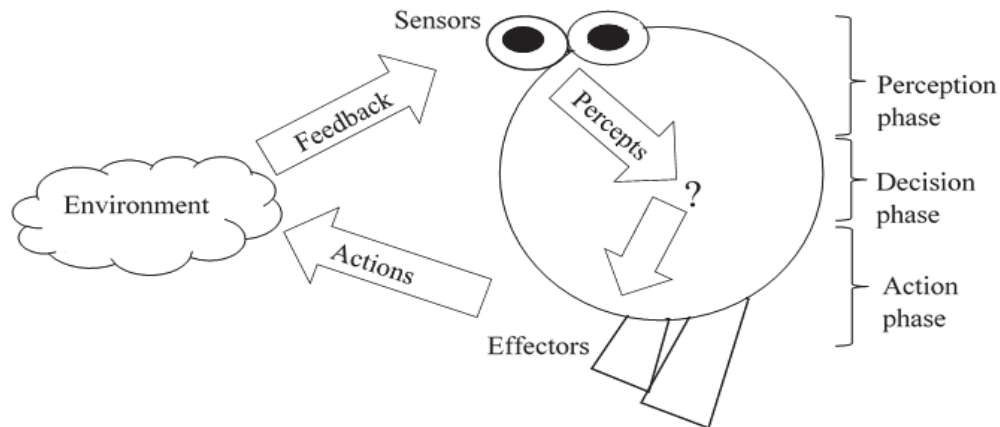 Sensors
Feedback
Percepts
Perception
phase
Environment
?
Decision
phase
Actions
Action
phase
Effectors